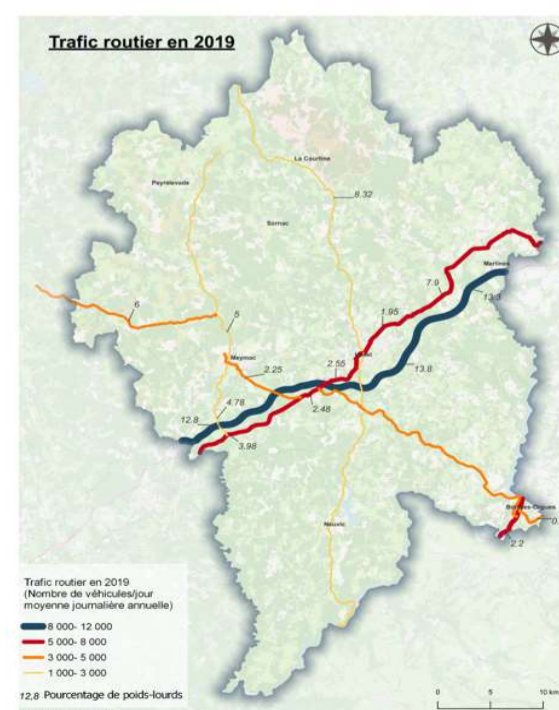 Trafic routier en 2019
La Courtine
Peyrelevade
8.32
Sornac
Merlines
7.9
13.3
6
5
1.95
Meymac
2.55
2.25
13.8
4.78
12.8
2.48
3.98
Neuvic
2.2
Trafic routier en 2019
(Nombre de véhicules/jour
moyenne journalière annuelle)
8 000- 12 000
5 000- 8 000
3 000- 5 000
1 000- 3 000
12,8 Pourcentage de poids-lourds
0 5 10 km